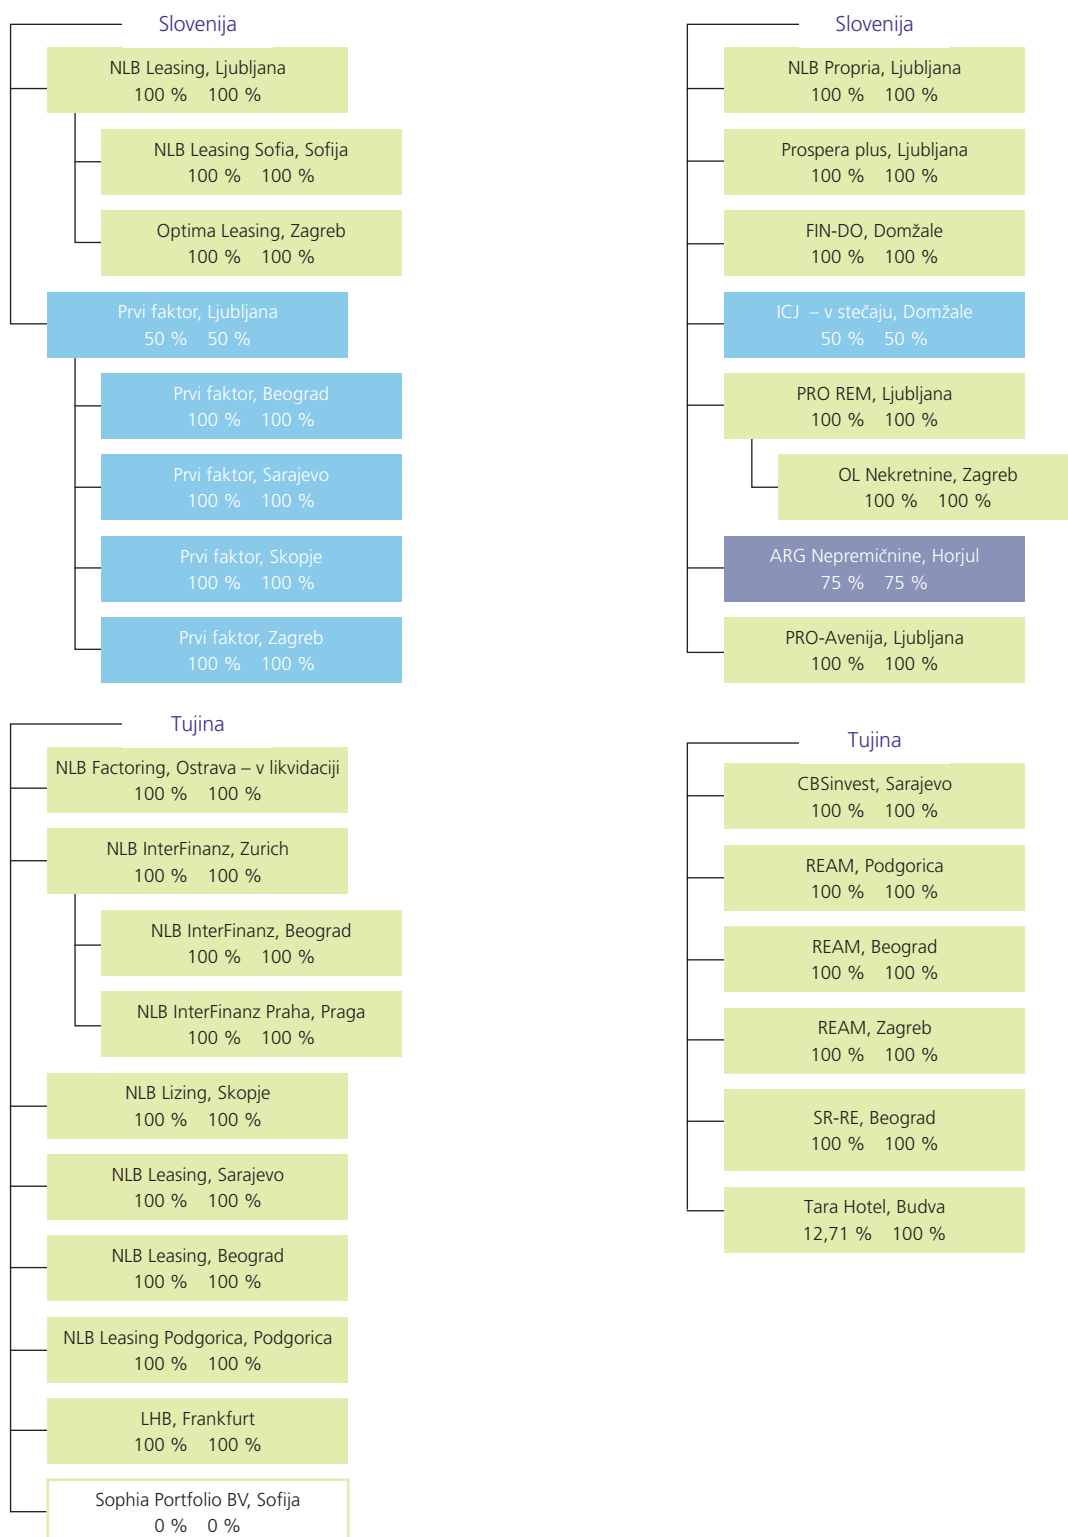 Slovenija
NLB Leasing, Ljubljana
100 % 100 %
NLB Leasing Sofia, Sofija
100 % 100 %
Optima Leasing, Zagreb
100 % 100 %
Prvi faktor, Ljubljana
50 % 50 %
Prvi faktor, Beograd
100 % 100 %
Prvi faktor, Sarajevo
100 % 100 %
Prvi faktor, Skopje
100 % 100 %
Prvi faktor, Zagreb
100 % 100 %
Tujina
NLB Factoring, Ostrava – v likvidaciji
100 % 100 %
NLB InterFinanz, Zurich
100 % 100 %
NLB InterFinanz, Beograd
100 % 100 %
NLB InterFinanz Praha, Praga
100 % 100 %
NLB Lizing, Skopje
100 % 100 %
NLB Leasing, Sarajevo
100 % 100 %
NLB Leasing, Beograd
100 % 100 %
NLB Leasing Podgorica, Podgorica
100 % 100 %
LHB, Frankfurt
100 % 100 %
Sophia Portfolio BV, Sofija
0 % 0 %
Slovenija
NLB Propria, Ljubljana
100 % 100 %
Prospera plus, Ljubljana
100 % 100 %
FIN-DO, Domžale
100 % 100 %
ICJ – v stečaju, Domžale
50 % 50 %
PRO REM, Ljubljana
100 % 100 %
OL Nekretnine, Zagreb
100 % 100 %
ARG Nepremičnine, Horjul
75 % 75 %
PRO-Avenija, Ljubljana
100 % 100 %
Tujina
CBSinvest, Sarajevo
100 % 100 %
REAM, Podgorica
100 % 100 %
REAM, Beograd
100 % 100 %
REAM, Zagreb
100 % 100 %
SR-RE, Beograd
100 % 100 %
Tara Hotel, Budva
12,71 % 100 %